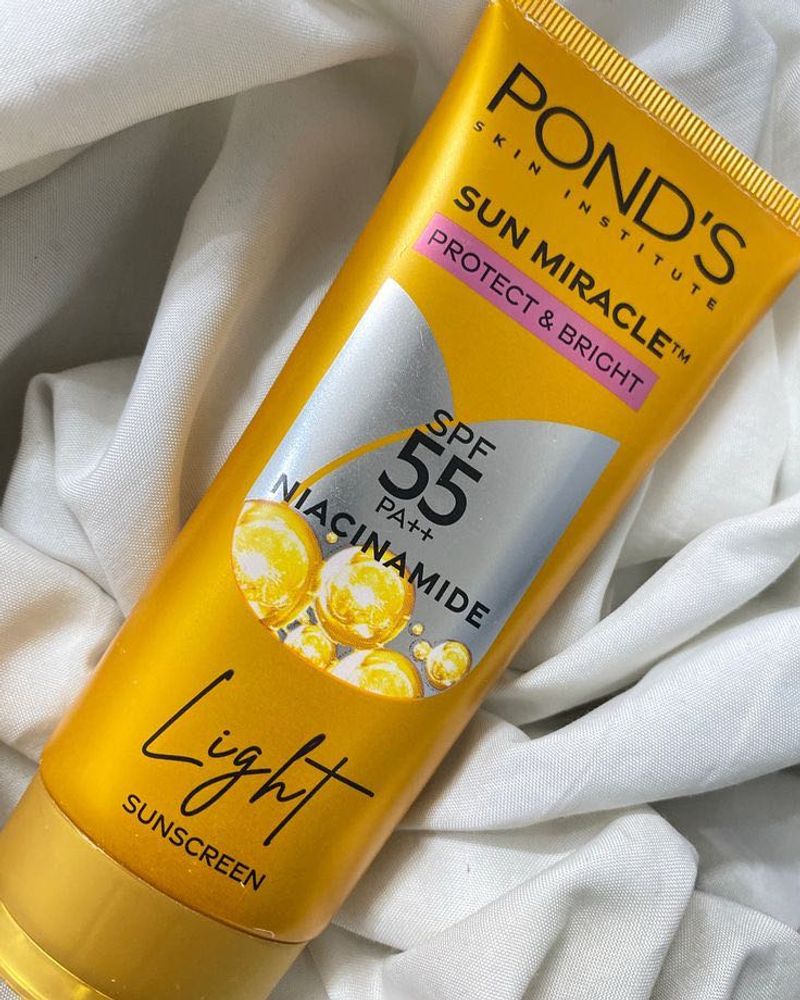 POND'S
SKIN INSTITUTE
SUN MIRACLE™
PROTECT & BRIGHT
SPF
55
PA++
NIACINAMIDE
Light
SUNSCREEN